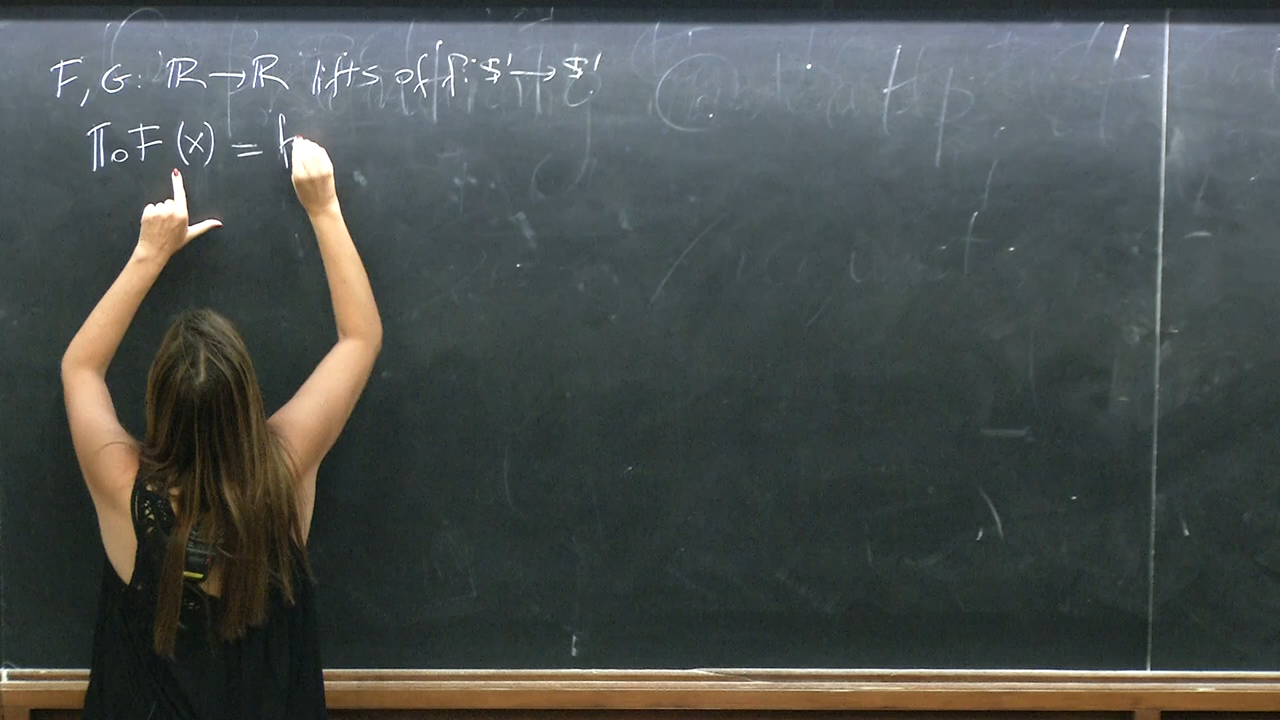 F, G: ℝ → ℝ lifts of f: 𝕊¹ → 𝕊¹
π∘F(x) =